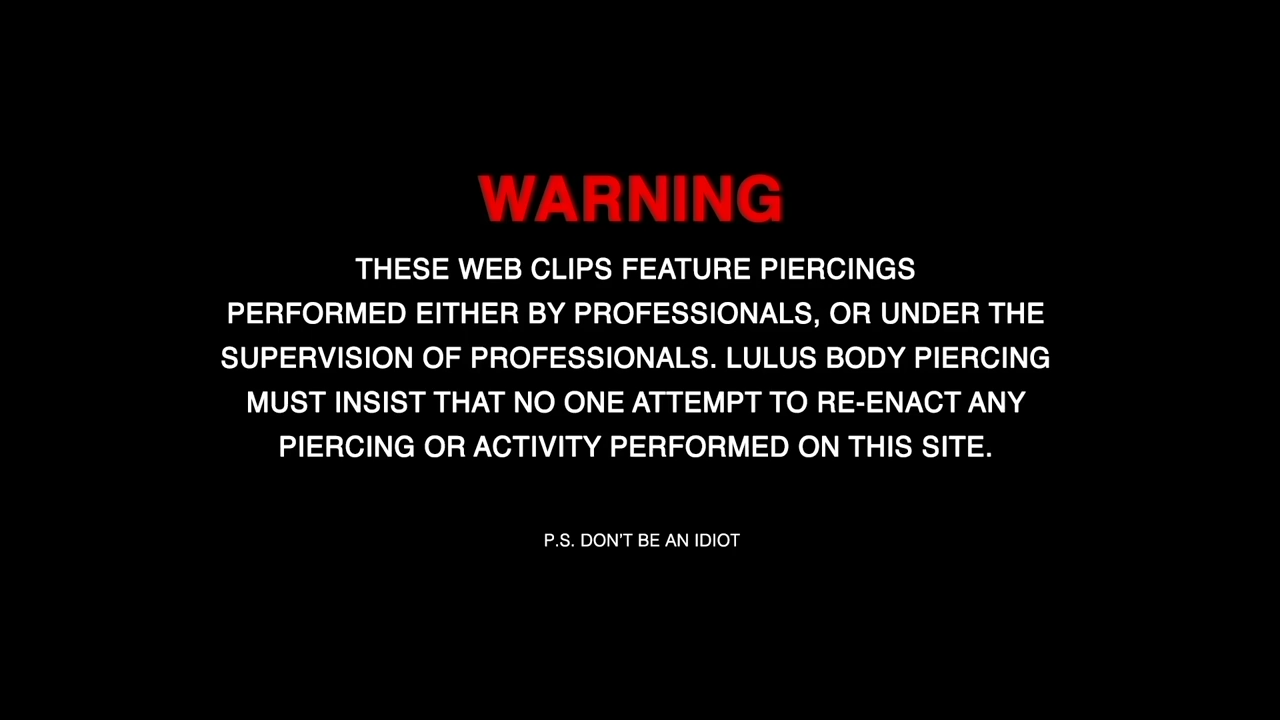 WARNING
THESE WEB CLIPS FEATURE PIERCINGS
PERFORMED EITHER BY PROFESSIONALS, OR UNDER THE
SUPERVISION OF PROFESSIONALS. LULUS BODY PIERCING
MUST INSIST THAT NO ONE ATTEMPT TO RE-ENACT ANY
PIERCING OR ACTIVITY PERFORMED ON THIS SITE.
P.S. DON'T BE AN IDIOT